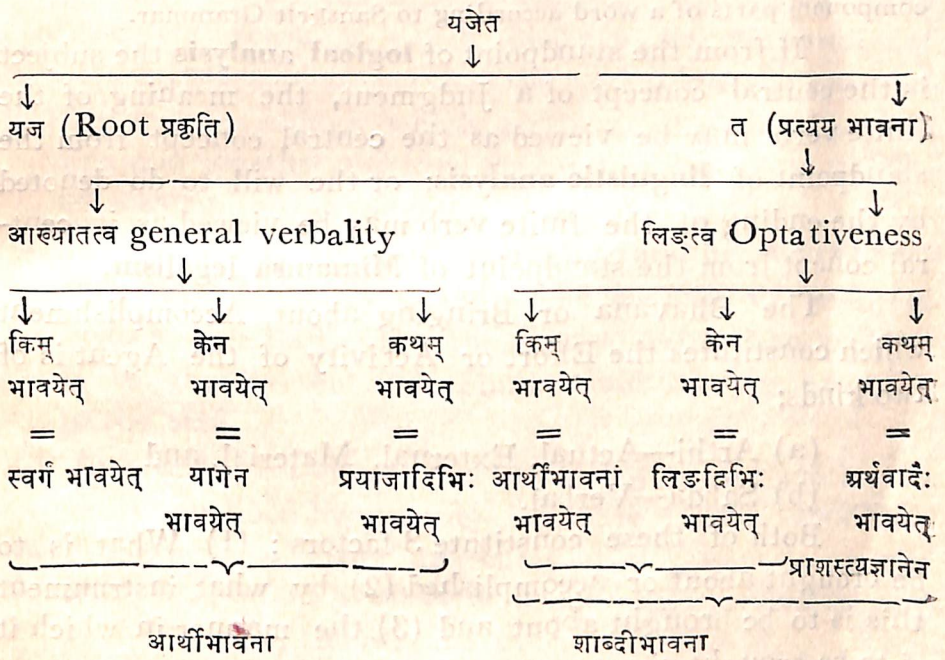 यजेत
यज (Root प्रकृति) त (प्रत्यय भावना)
आख्यातत्व general verbality लिङ्त्व Optativeness
किम् केन कथम् किम् केन कथम्
भावयेत् भावयेत् भावयेत् भावयेत् भावयेत् भावयेत्
= = = = = =
स्वर्गं भावयेत् यागेन प्रयाजादिभिः आर्थीभावनां लिङदिभिः अर्थवादैः
भावयेत् भावयेत् भावयेत् भावयेत् भावयेत्
प्राशस्त्यज्ञानेन
आर्थीभावना शाब्दीभावना